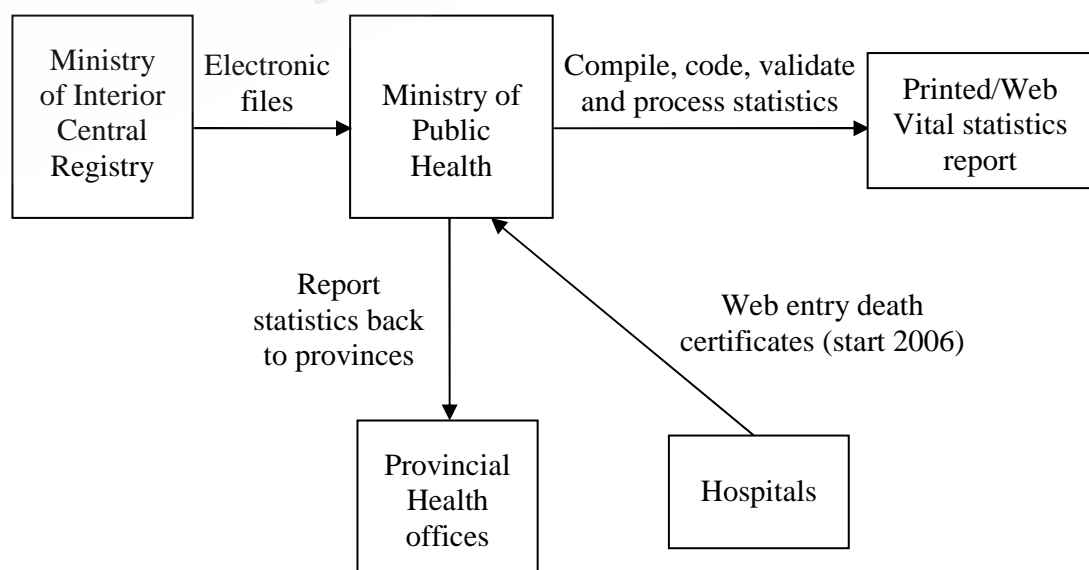 Ministry
of Interior
Central
Registry
Electronic
files
Ministry of
Public
Health
Compile, code, validate
and process statistics
Printed/Web
Vital statistics
report
Report
statistics back
to provinces
Web entry death
certificates (start 2006)
Provincial
Health
offices
Hospitals